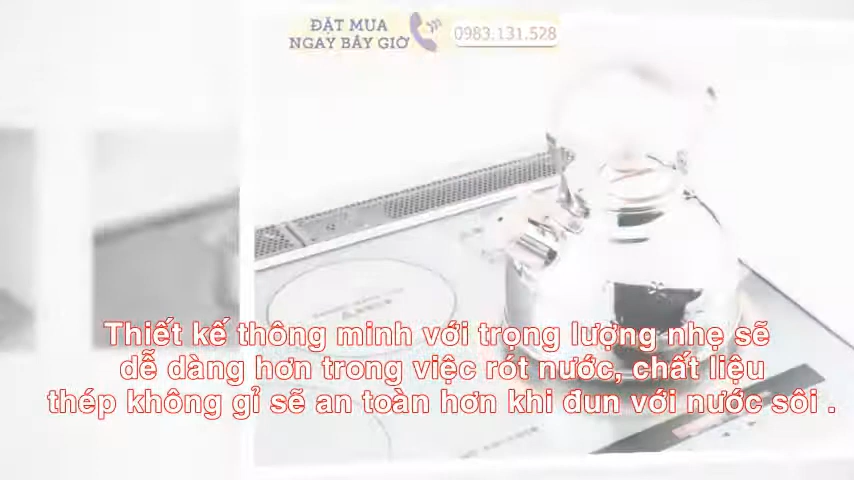 ĐẶT MUA
NGAY BÂY GIỜ
0983.131.528
Thiết kế thông minh với trọng lượng nhẹ sẽ
dễ dàng hơn trong việc rót nước, chất liệu
thép không gỉ sẽ an toàn hơn khi đun với nước sôi .